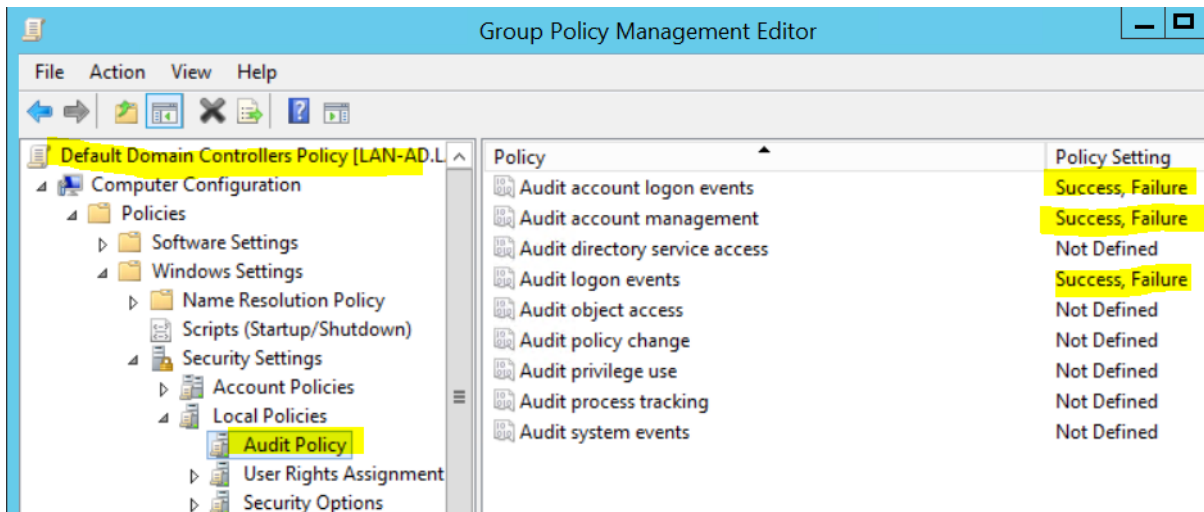 Group Policy Management Editor
File Action View Help
Default Domain Controllers Policy [LAN-AD.L
Computer Configuration
Policies
Software Settings
Windows Settings
Name Resolution Policy
Scripts (Startup/Shutdown)
Security Settings
Account Policies
Local Policies
Audit Policy
User Rights Assignment
Security Options
Policy Policy Setting
Audit account logon events Success, Failure
Audit account management Success, Failure
Audit directory service access Not Defined
Audit logon events Success, Failure
Audit object access Not Defined
Audit policy change Not Defined
Audit privilege use Not Defined
Audit process tracking Not Defined
Audit system events Not Defined